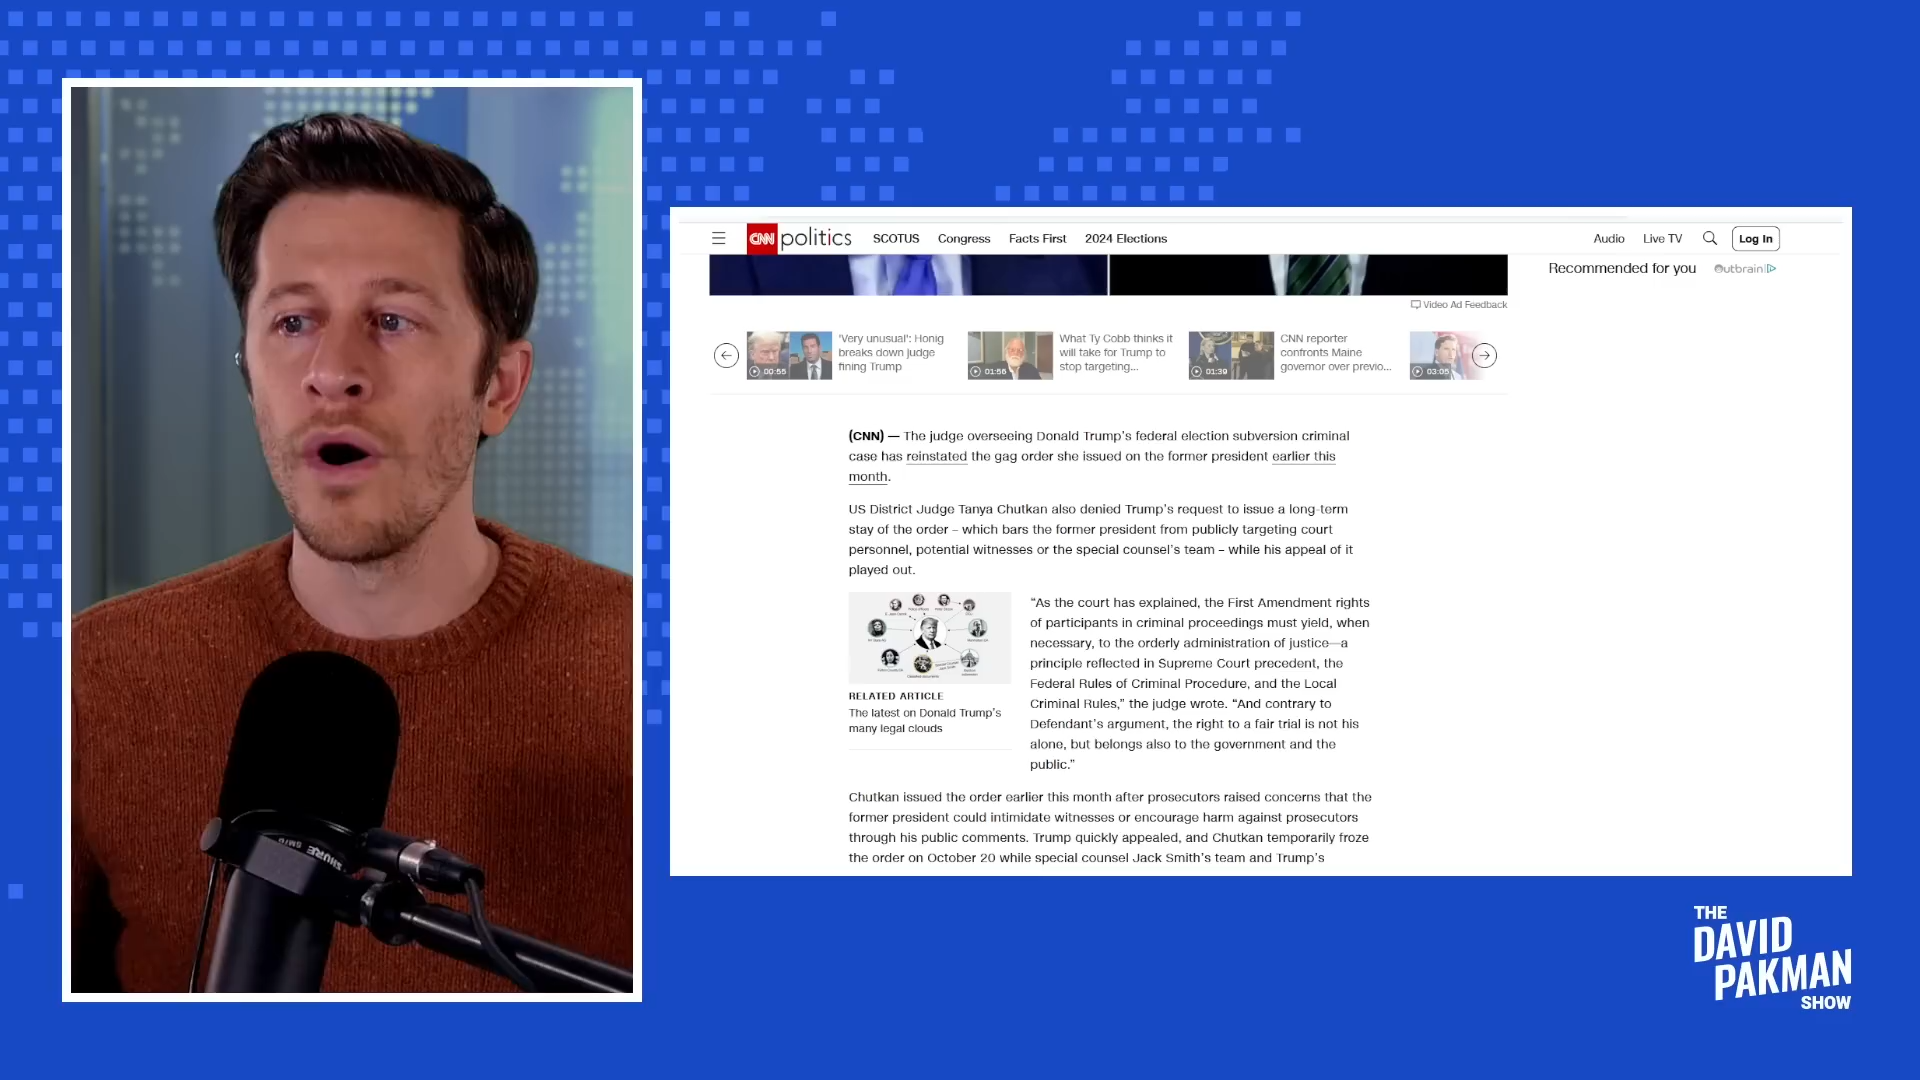 CNN politics SCOTUS Congress Facts First 2024 Elections Audio Live TV Log In
Recommended for you Outbrain
Video Ad Feedback
'Very unusual': Honig
breaks down judge
fining Trump
00:55
What Ty Cobb thinks it
will take for Trump to
stop targeting...
01:56
CNN reporter
confronts Maine
governor over previo...
01:39
03:05
(CNN) — The judge overseeing Donald Trump's federal election subversion criminal
case has reinstated the gag order she issued on the former president earlier this
month.
US District Judge Tanya Chutkan also denied Trump's request to issue a long-term
stay of the order – which bars the former president from publicly targeting court
personnel, potential witnesses or the special counsel's team – while his appeal of it
played out.
RELATED ARTICLE
The latest on Donald Trump's
many legal clouds
“As the court has explained, the First Amendment rights
of participants in criminal proceedings must yield, when
necessary, to the orderly administration of justice—a
principle reflected in Supreme Court precedent, the
Federal Rules of Criminal Procedure, and the Local
Criminal Rules,” the judge wrote. “And contrary to
Defendant's argument, the right to a fair trial is not his
alone, but belongs also to the government and the
public.”
Chutkan issued the order earlier this month after prosecutors raised concerns that the
former president could intimidate witnesses or encourage harm against prosecutors
through his public comments. Trump quickly appealed, and Chutkan temporarily froze
the order on October 20 while special counsel Jack Smith's team and Trump's
SM7B SHURE
THE
DAVID
PAKMAN
SHOW